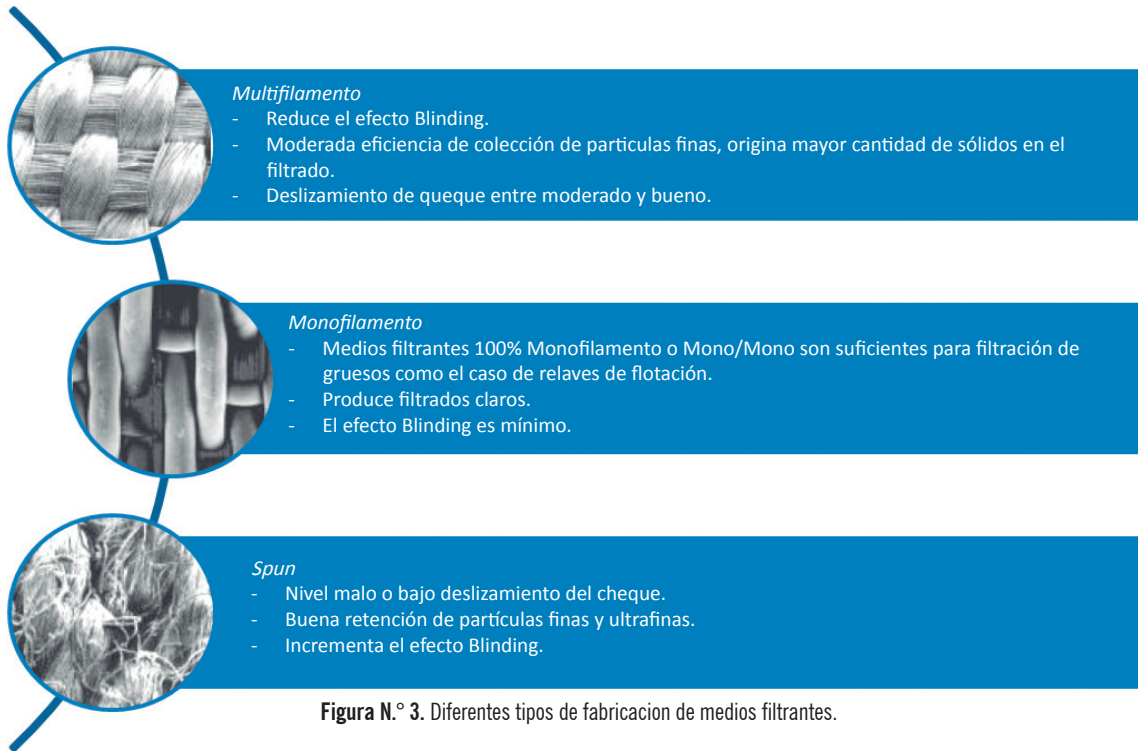 Multifilamento
- Reduce el efecto Blinding.
- Moderada eficiencia de colección de particulas finas, origina mayor cantidad de sólidos en el
filtrado.
- Deslizamiento de queque entre moderado y bueno.
Monofilamento
- Medios filtrantes 100% Monofilamento o Mono/Mono son suficientes para filtración de
gruesos como el caso de relaves de flotación.
- Produce filtrados claros.
- El efecto Blinding es mínimo.
Spun
- Nivel malo o bajo deslizamiento del cheque.
- Buena retención de partículas finas y ultrafinas.
- Incrementa el efecto Blinding.
Figura N.° 3. Diferentes tipos de fabricacion de medios filtrantes.